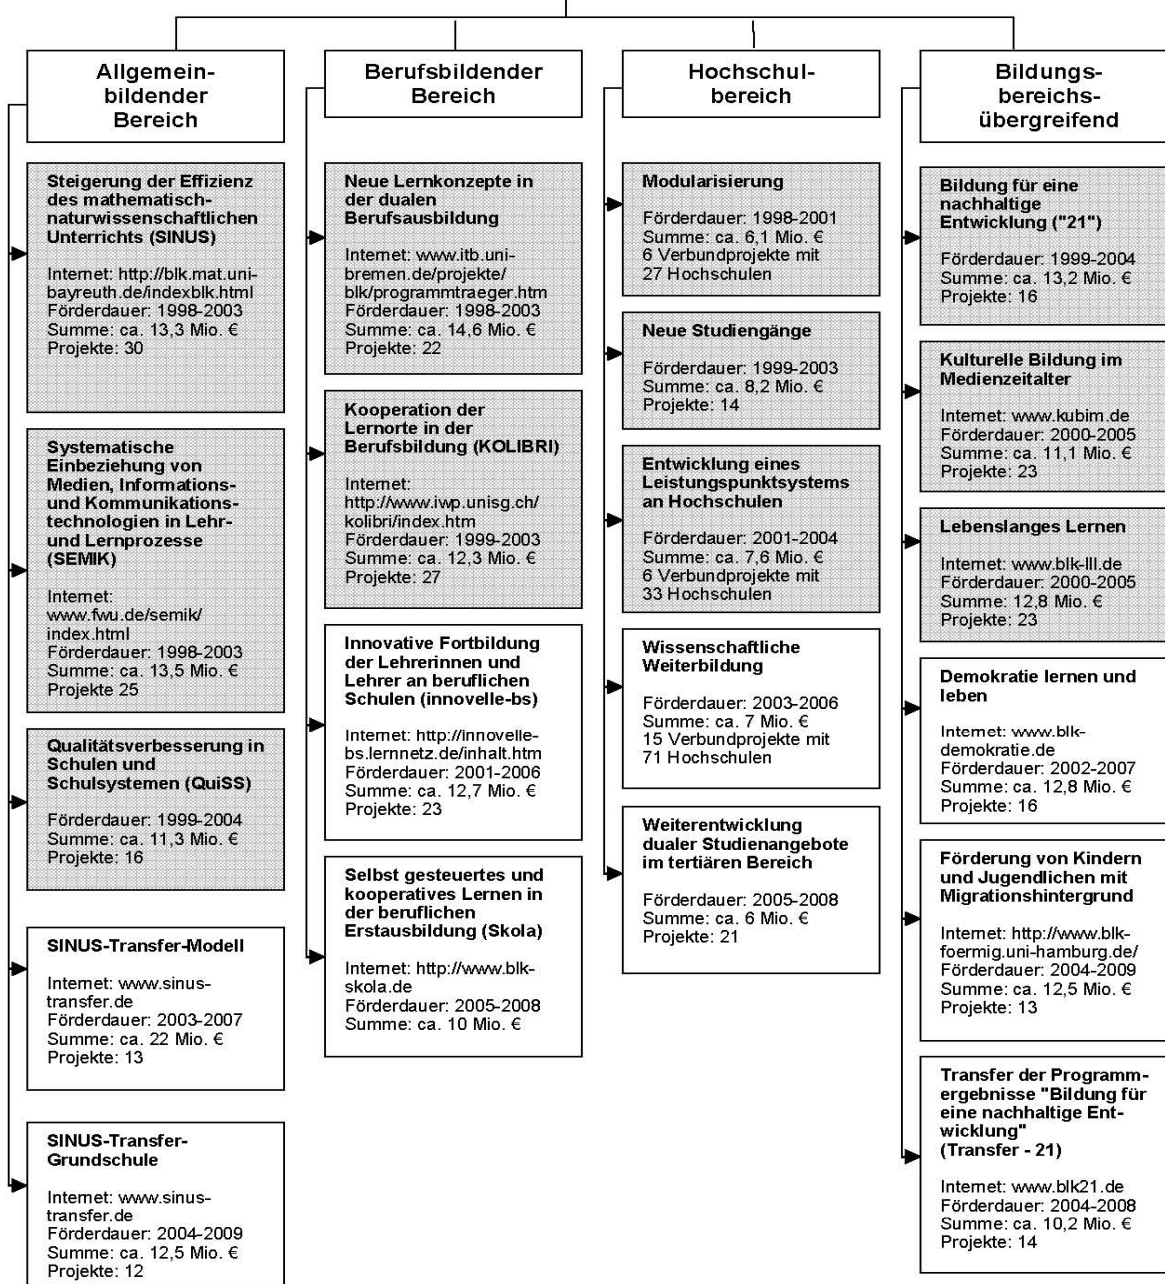 Allgemein-
bildender
Bereich
Steigerung der Effizienz
des mathematisch-
naturwissenschaftlichen
Unterrichts (SINUS)
Internet: http://blk.mat.uni-
bayreuth.de/indexblk.html
Förderdauer: 1998-2003
Summe: ca. 13,3 Mio. €
Projekte: 30
Systematische
Einbeziehung von
Medien, Informations-
und Kommunikations-
technologien in Lehr-
und Lernprozesse
(SEMIK)
Internet:
www.fwu.de/semik/
index.html
Förderdauer: 1998-2003
Summe: ca. 13,5 Mio. €
Projekte 25
Qualitätsverbesserung in
Schulen und
Schulsystemen (QuiSS)
Förderdauer: 1999-2004
Summe: ca. 11,3 Mio. €
Projekte: 16
SINUS-Transfer-Modell
Internet: www.sinus-
transfer.de
Förderdauer: 2003-2007
Summe: ca. 22 Mio. €
Projekte: 13
SINUS-Transfer-
Grundschule
Internet: www.sinus-
transfer.de
Förderdauer: 2004-2009
Summe: ca. 12,5 Mio. €
Projekte: 12
Berufsbildender
Bereich
Neue Lernkonzepte in
der dualen
Berufsausbildung
Internet: www.itb.uni-
bremen.de/projekte/
blk/programmtraeger.htm
Förderdauer: 1998-2003
Summe: ca. 14,6 Mio. €
Projekte: 22
Kooperation der
Lernorte in der
Berufsbildung (KOLIBRI)
Internet:
http://www.iwp.unisg.ch/
kolibri/index.htm
Förderdauer: 1999-2003
Summe: ca. 12,3 Mio. €
Projekte: 27
Innovative Fortbildung
der Lehrerinnen und
Lehrer an beruflichen
Schulen (innovelle-bs)
Internet: http://innovelle-
bs.lernnetz.de/inhalt.htm
Förderdauer: 2001-2006
Summe: ca. 12,7 Mio. €
Projekte: 23
Selbst gesteuertes und
kooperatives Lernen in
der beruflichen
Erstausbildung (Skola)
Internet: http://www.blk-
skola.de
Förderdauer: 2005-2008
Summe: ca. 10 Mio. €
Hochschul-
bereich
Modularisierung
Förderdauer: 1998-2001
Summe: ca. 6,1 Mio. €
6 Verbundprojekte mit
27 Hochschulen
Neue Studiengänge
Förderdauer: 1999-2003
Summe: ca. 8,2 Mio. €
Projekte: 14
Entwicklung eines
Leistungspunktsystems
an Hochschulen
Förderdauer: 2001-2004
Summe: ca. 7,6 Mio. €
6 Verbundprojekte mit
33 Hochschulen
Wissenschaftliche
Weiterbildung
Förderdauer: 2003-2006
Summe: ca. 7 Mio. €
15 Verbundprojekte mit
71 Hochschulen
Weiterentwicklung
dualer Studienangebote
im tertiären Bereich
Förderdauer: 2005-2008
Summe: ca. 6 Mio. €
Projekte: 21
Bildungs-
bereichs-
übergreifend
Bildung für eine
nachhaltige
Entwicklung ("21")
Förderdauer: 1999-2004
Summe: ca. 13,2 Mio. €
Projekte: 16
Kulturelle Bildung im
Medienzeitalter
Internet: www.kubim.de
Förderdauer: 2000-2005
Summe: ca. 11,1 Mio. €
Projekte: 23
Lebenslanges Lernen
Internet: www.blk-lll.de
Förderdauer: 2000-2005
Summe: 12,8 Mio. €
Projekte: 23
Demokratie lernen und
leben
Internet: www.blk-
demokratie.de
Förderdauer: 2002-2007
Summe: ca. 12,8 Mio. €
Projekte: 16
Förderung von Kindern
und Jugendlichen mit
Migrationshintergrund
Internet: http://www.blk-
foermig.uni-hamburg.de/
Förderdauer: 2004-2009
Summe: ca. 12,5 Mio. €
Projekte: 13
Transfer der Programm-
ergebnisse "Bildung für
eine nachhaltige Ent-
wicklung"
(Transfer - 21)
Internet: www.blk21.de
Förderdauer: 2004-2008
Summe: ca. 10,2 Mio. €
Projekte: 14